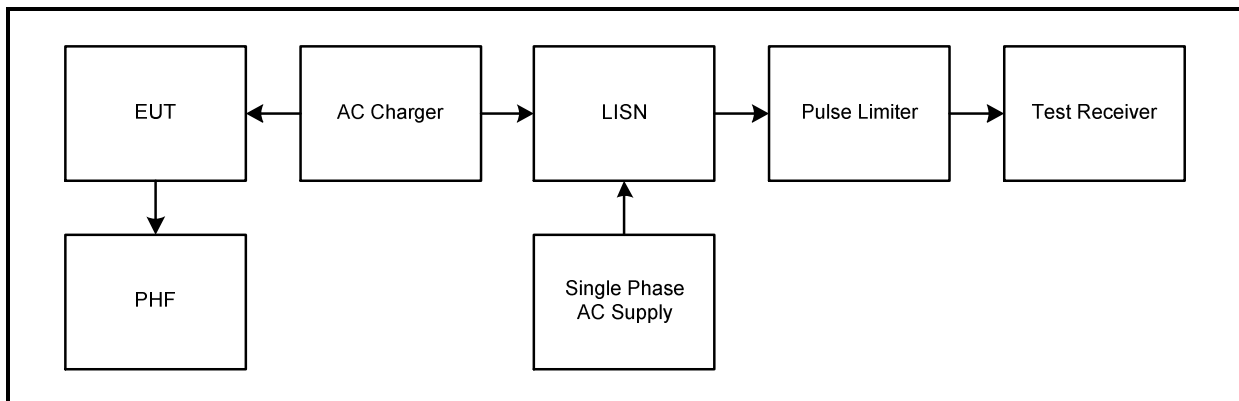 EUT
AC Charger
LISN
Pulse Limiter
Test Receiver
PHF
Single Phase
AC Supply